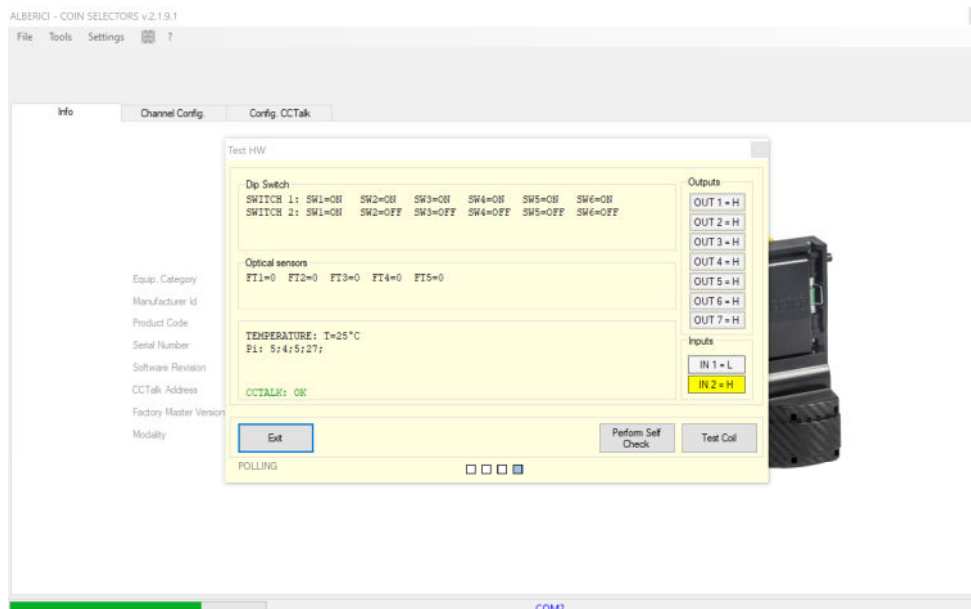 ALBERICI - COIN SELECTORS v.2.1.9.1
File Tools Settings ?
Info Channel Config. Config. CCTalk
Test HW
Dip Switch
SWITCH 1: SW1=ON SW2=ON SW3=ON SW4=ON SW5=ON SW6=ON
SWITCH 2: SW1=ON SW2=OFF SW3=OFF SW4=OFF SW5=OFF SW6=OFF
Optical sensors
FT1=0 FT2=0 FT3=0 FT4=0 FT5=0
TEMPERATURE: T=25°C
Pi: 5;4;5;27;
CCTALK: OK
Outputs
OUT 1 = H
OUT 2 = H
OUT 3 = H
OUT 4 = H
OUT 5 = H
OUT 6 = H
OUT 7 = H
Inputs
IN 1 = L
IN 2 = H
Exit
Perform Self
Check
Test Coil
POLLING
Equip. Category
Manufacturer Id
Product Code
Serial Number
Software Revision
CCTalk Address
Factory Master Version
Modality